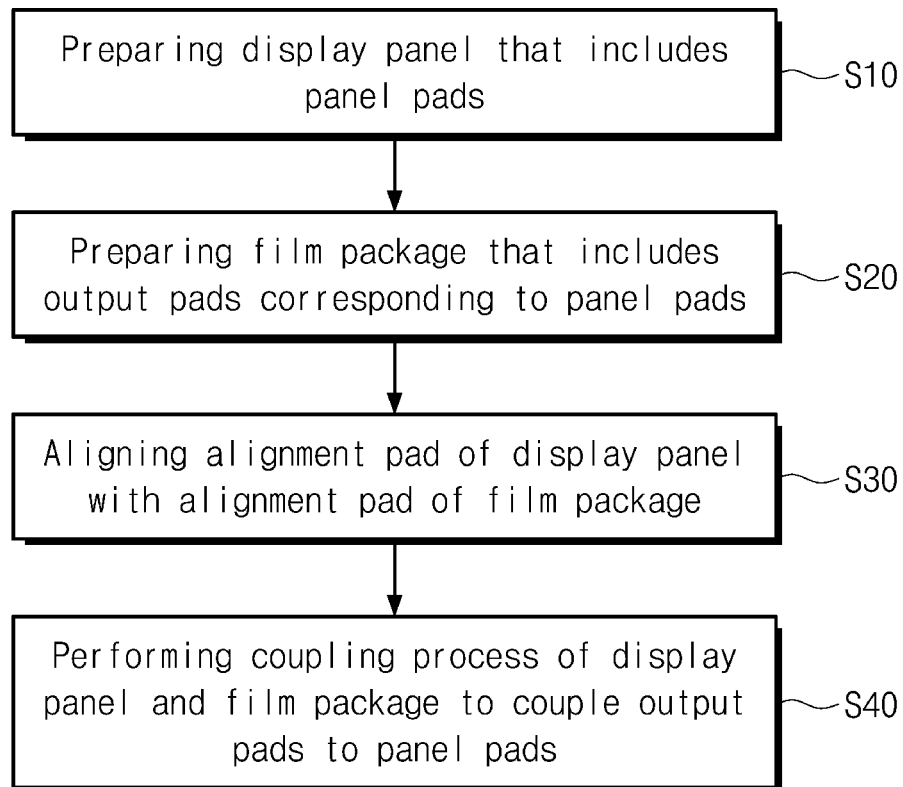 Preparing display panel that includes
panel pads
S10
Preparing film package that includes
output pads corresponding to panel pads
S20
Aligning alignment pad of display panel
with alignment pad of film package
S30
Performing coupling process of display
panel and film package to couple output
pads to panel pads
S40